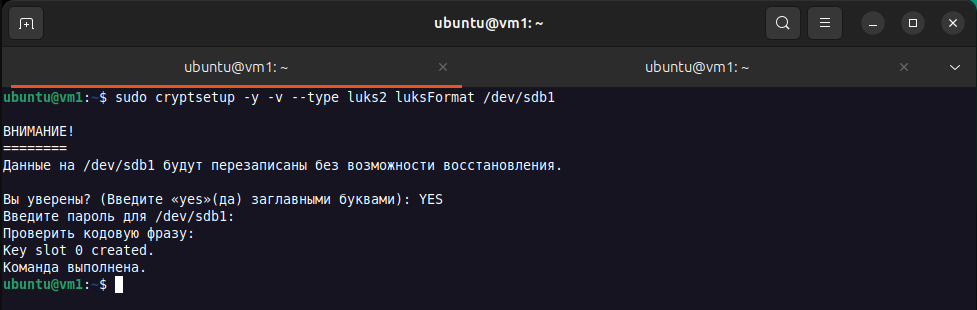 ubuntu@vm1: ~
ubuntu@vm1: ~
ubuntu@vm1: ~
ubuntu@vm1:~$ sudo cryptsetup -y -v --type luks2 luksFormat /dev/sdb1
ВНИМАНИЕ!
========
Данные на /dev/sdb1 будут перезаписаны без возможности восстановления.
Вы уверены? (Введите «yes»(да) заглавными буквами): YES
Введите пароль для /dev/sdb1:
Проверить кодовую фразу:
Key slot 0 created.
Команда выполнена.
ubuntu@vm1:~$